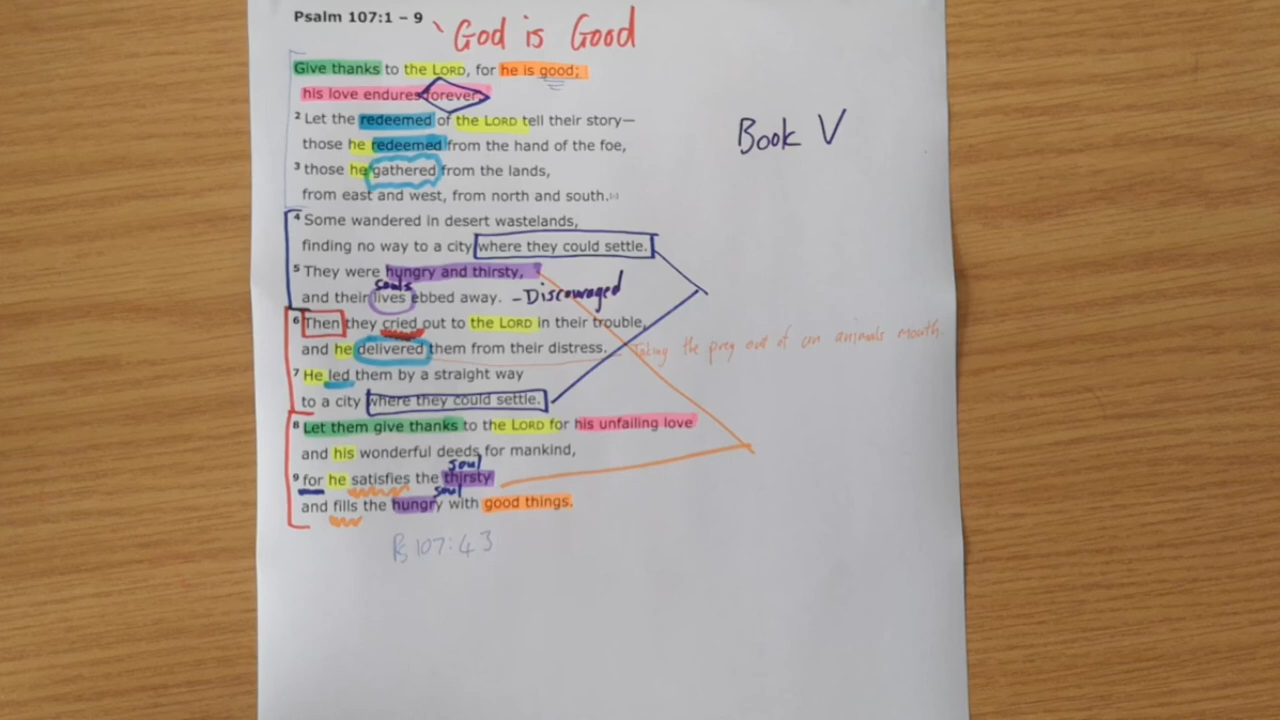 Psalm 107:1 – 9
God is Good
Give thanks to the LORD, for he is good;
his love endures forever.
Book V
2 Let the redeemed of the LORD tell their story—
those he redeemed from the hand of the foe,
3 those he gathered from the lands,
from east and west, from north and south.
4 Some wandered in desert wastelands,
finding no way to a city where they could settle.
5 They were hungry and thirsty,
souls
and their lives ebbed away. - Discouraged
6 Then they cried out to the LORD in their trouble,
and he delivered them from their distress.
Taking the prey out of an animals mouth.
7 He led them by a straight way
to a city where they could settle.
8 Let them give thanks to the LORD for his unfailing love
and his wonderful deeds for mankind,
soul
9 for he satisfies the thirsty
soul
and fills the hungry with good things.
Ps 107:43